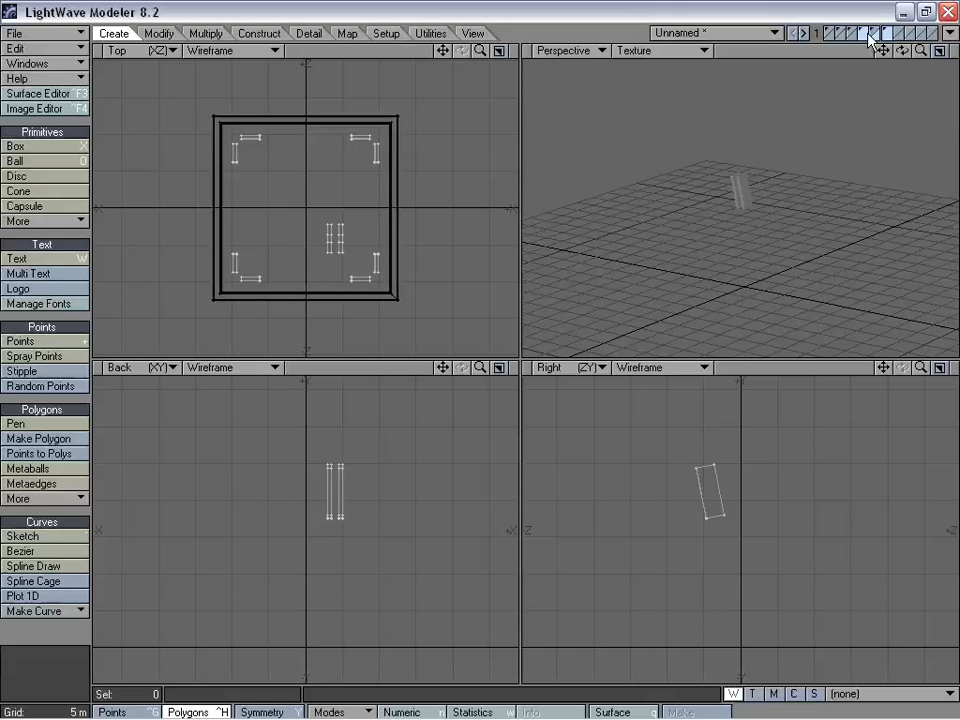 LightWave Modeler 8.2
File
Create Modify Multiply Construct Detail Map Setup Utilities View
Unnamed * 1
Edit
Top (XZ) Wireframe
Perspective Texture
Windows
Help
Surface Editor ^F3
Image Editor ^F4
Primitives
Box X
Ball O
Disc
Cone
Capsule
More
Text
Text W
Multi Text
Logo
Manage Fonts
Points
Points +
Spray Points
Stipple
Random Points
Back (XY) Wireframe
Right (ZY) Wireframe
Polygons
Pen
Make Polygon
Points to Polys
Metaballs
Metaedges
More
Curves
Sketch
Bezier
Spline Draw
Spline Cage
Plot 1D
Make Curve
Sel: 0
W T M C S (none)
Grid: 5 m
Points ^G Polygons ^H Symmetry Y Modes Numeric n Statistics w Info i Surface q Make